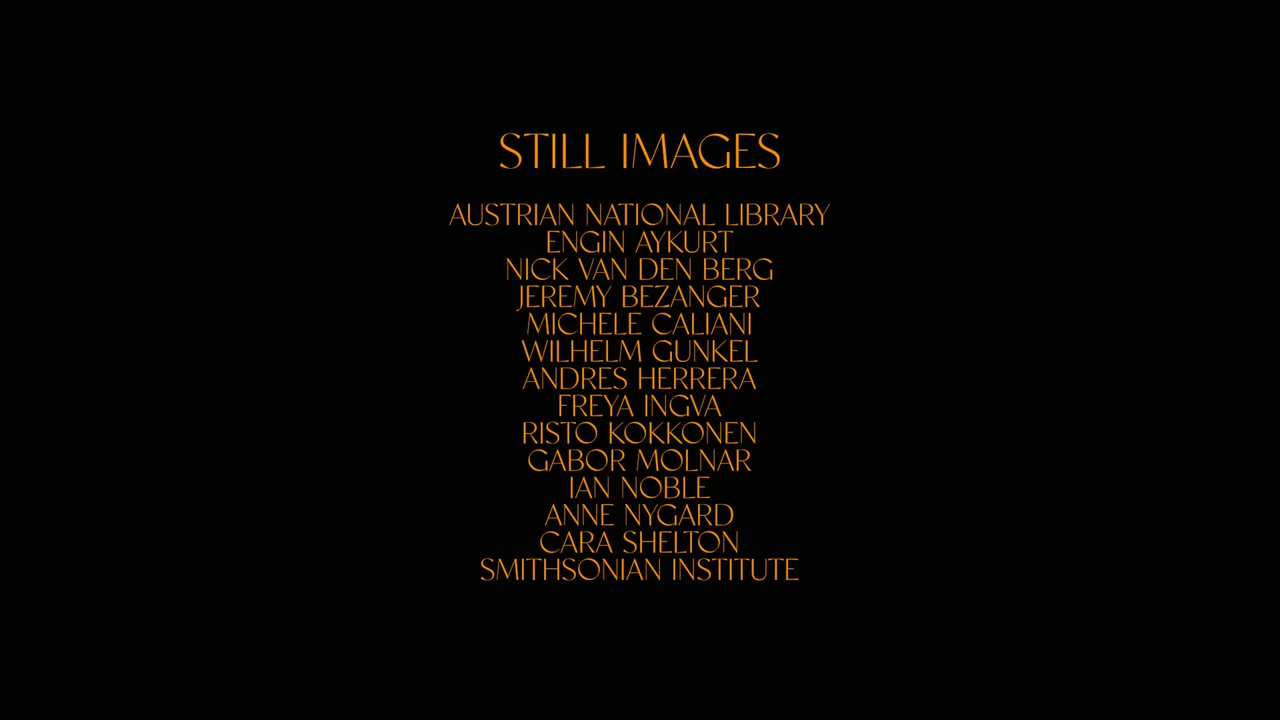 STILL IMAGES
AUSTRIAN NATIONAL LIBRARY
ENGIN AYKURT
NICK VAN DEN BERG
JEREMY BEZANGER
MICHELE CALIANI
WILHELM GUNKEL
ANDRES HERRERA
FREYA INGVA
RISTO KOKKONEN
GABOR MOLNAR
IAN NOBLE
ANNE NYGARD
CARA SHELTON
SMITHSONIAN INSTITUTE